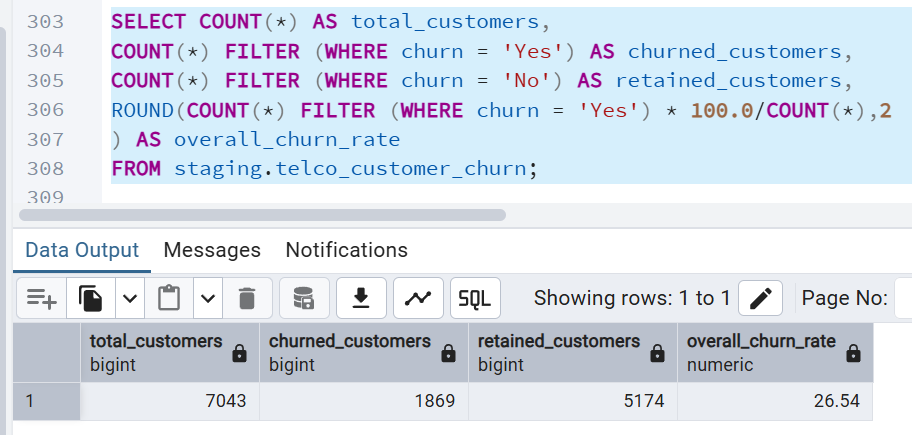 303 SELECT COUNT(*) AS total_customers,
304 COUNT(*) FILTER (WHERE churn = 'Yes') AS churned_customers,
305 COUNT(*) FILTER (WHERE churn = 'No') AS retained_customers,
306 ROUND(COUNT(*) FILTER (WHERE churn = 'Yes') * 100.0/COUNT(*),2
307 ) AS overall_churn_rate
308 FROM staging.telco_customer_churn;
309
Data Output Messages Notifications
SQL Showing rows: 1 to 1 Page No:
total_customers churned_customers retained_customers overall_churn_rate
bigint bigint bigint numeric
1 7043 1869 5174 26.54